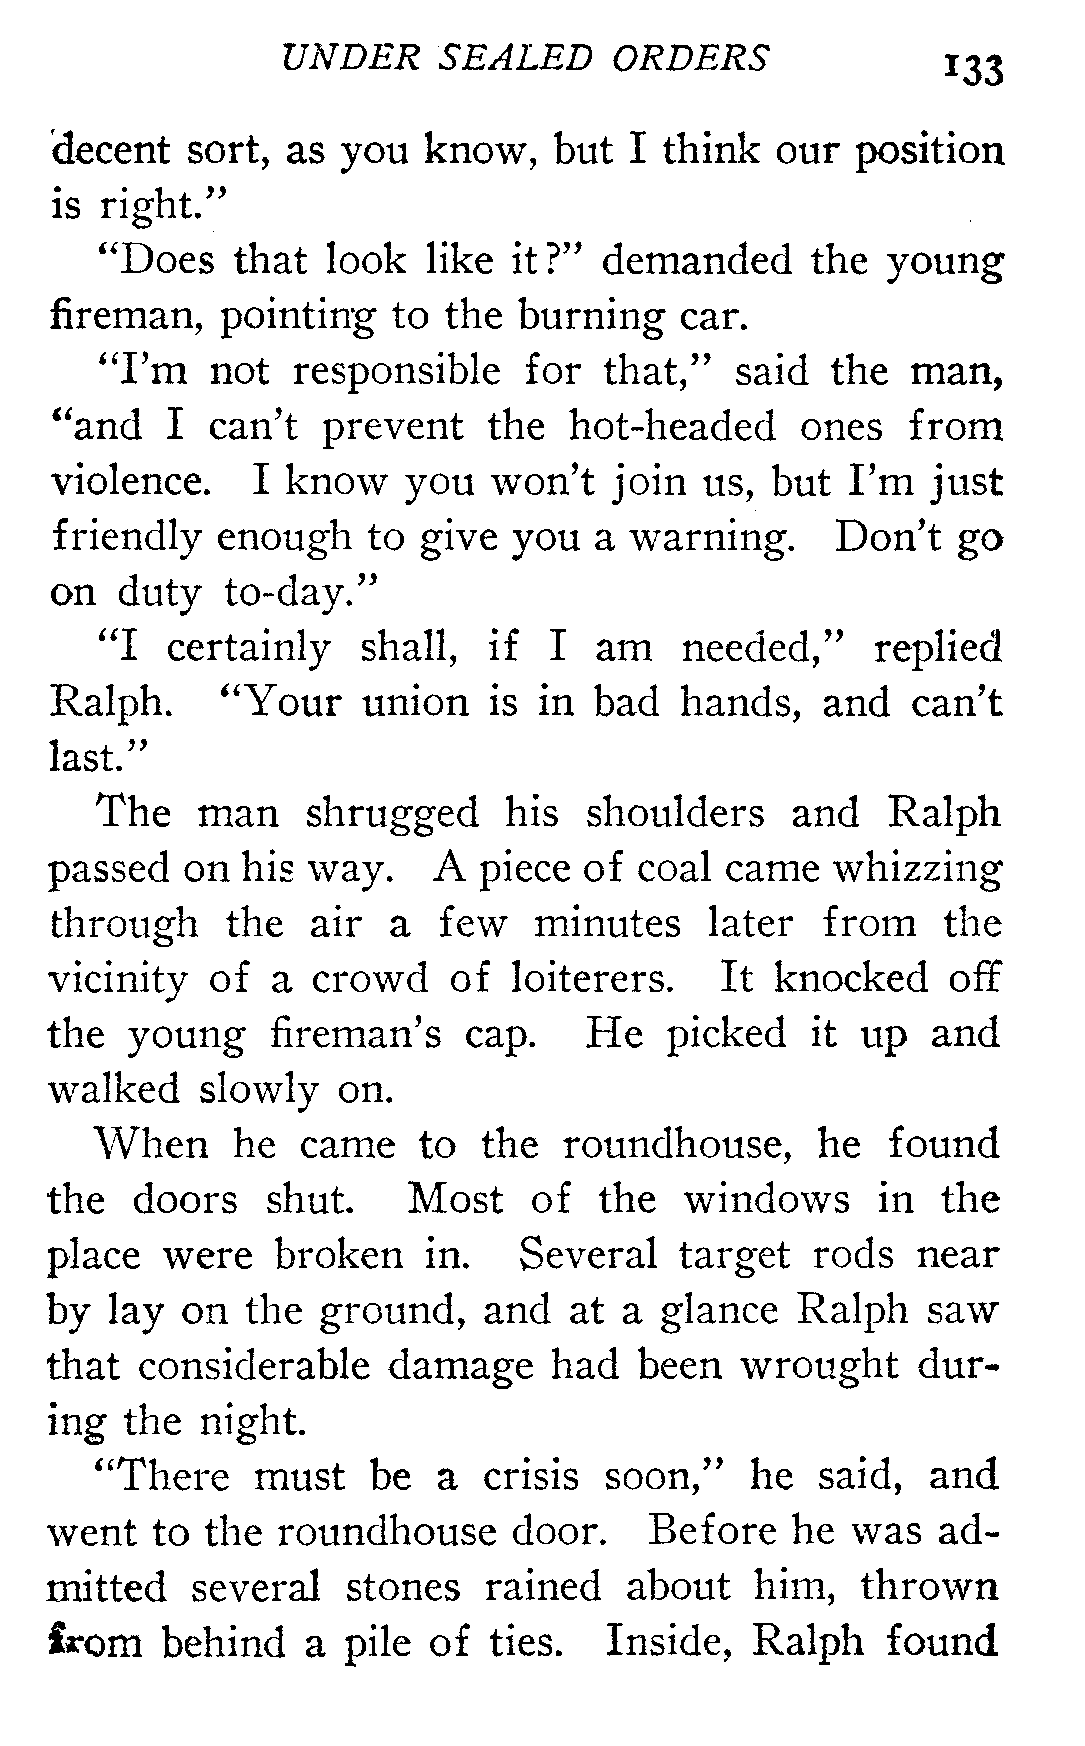 UNDER SEALED ORDERS 133
decent sort, as you know, but I think our position
is right."
"Does that look like it?" demanded the young
fireman, pointing to the burning car.
"I'm not responsible for that," said the man,
"and I can't prevent the hot-headed ones from
violence. I know you won't join us, but I'm just
friendly enough to give you a warning. Don't go
on duty to-day."
"I certainly shall, if I am needed," replied
Ralph. "Your union is in bad hands, and can't
last."
The man shrugged his shoulders and Ralph
passed on his way. A piece of coal came whizzing
through the air a few minutes later from the
vicinity of a crowd of loiterers. It knocked off
the young fireman's cap. He picked it up and
walked slowly on.
When he came to the roundhouse, he found
the doors shut. Most of the windows in the
place were broken in. Several target rods near
by lay on the ground, and at a glance Ralph saw
that considerable damage had been wrought dur-
ing the night.
"There must be a crisis soon," he said, and
went to the roundhouse door. Before he was ad-
mitted several stones rained about him, thrown
from behind a pile of ties. Inside, Ralph found